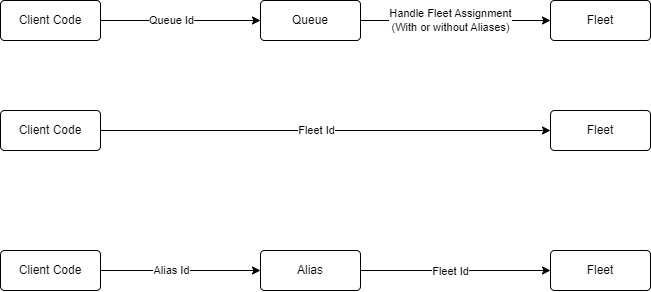 Client Code
Queue Id
Queue
Handle Fleet Assignment
(With or without Aliases)
Fleet
Client Code
Fleet Id
Fleet
Client Code
Alias Id
Alias
Fleet Id
Fleet